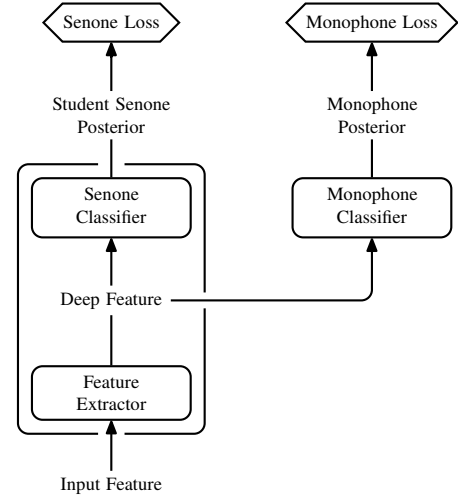 Senone Loss
Monophone Loss
Student Senone
Posterior
Monophone
Posterior
Senone
Classifier
Monophone
Classifier
Deep Feature
Feature
Extractor
Input Feature